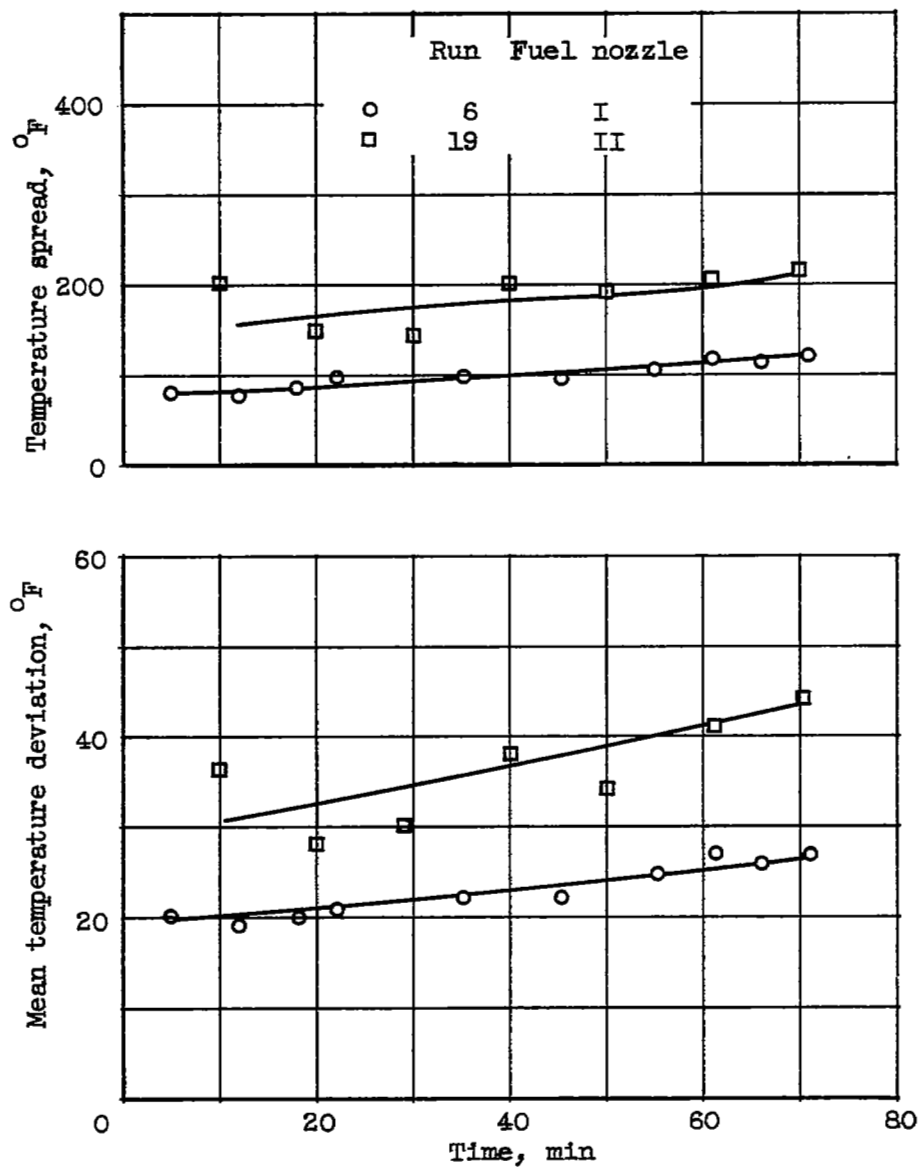 Run Fuel nozzle
6 I
19 II
Temperature spread, °F
400
200
0
Mean temperature deviation, °F
60
40
20
0 20 40 60 80
Time, min